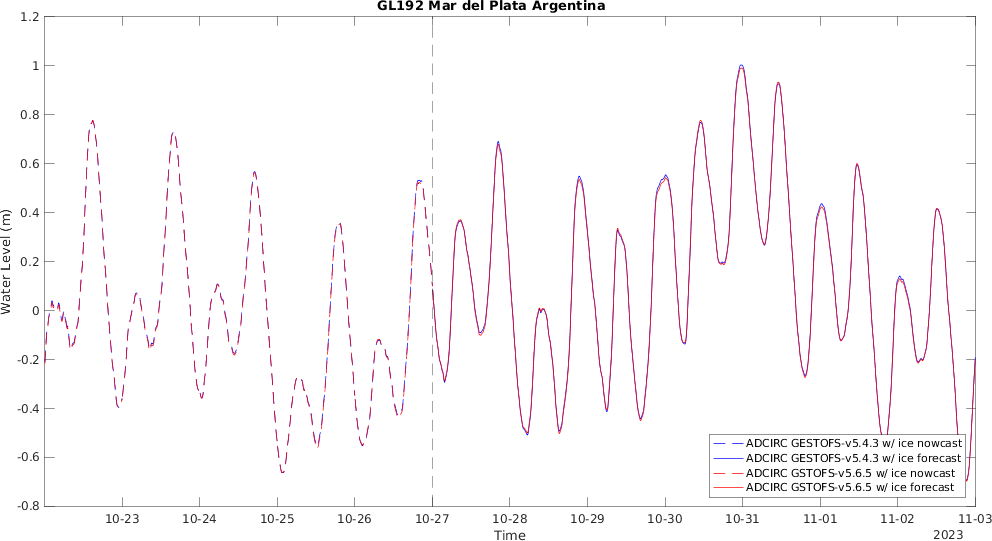 GL192 Mar del Plata Argentina
1.2
1
0.8
0.6
0.4
0.2
0
-0.2
-0.4
-0.6
-0.8
Water Level (m)
ADCIRC GESTOFS-v5.4.3 w/ ice nowcast
ADCIRC GESTOFS-v5.4.3 w/ ice forecast
ADCIRC GSTOFS-v5.6.5 w/ ice nowcast
ADCIRC GSTOFS-v5.6.5 w/ ice forecast
10-23 10-24 10-25 10-26 10-27 10-28 10-29 10-30 10-31 11-01 11-02 11-03
Time
2023